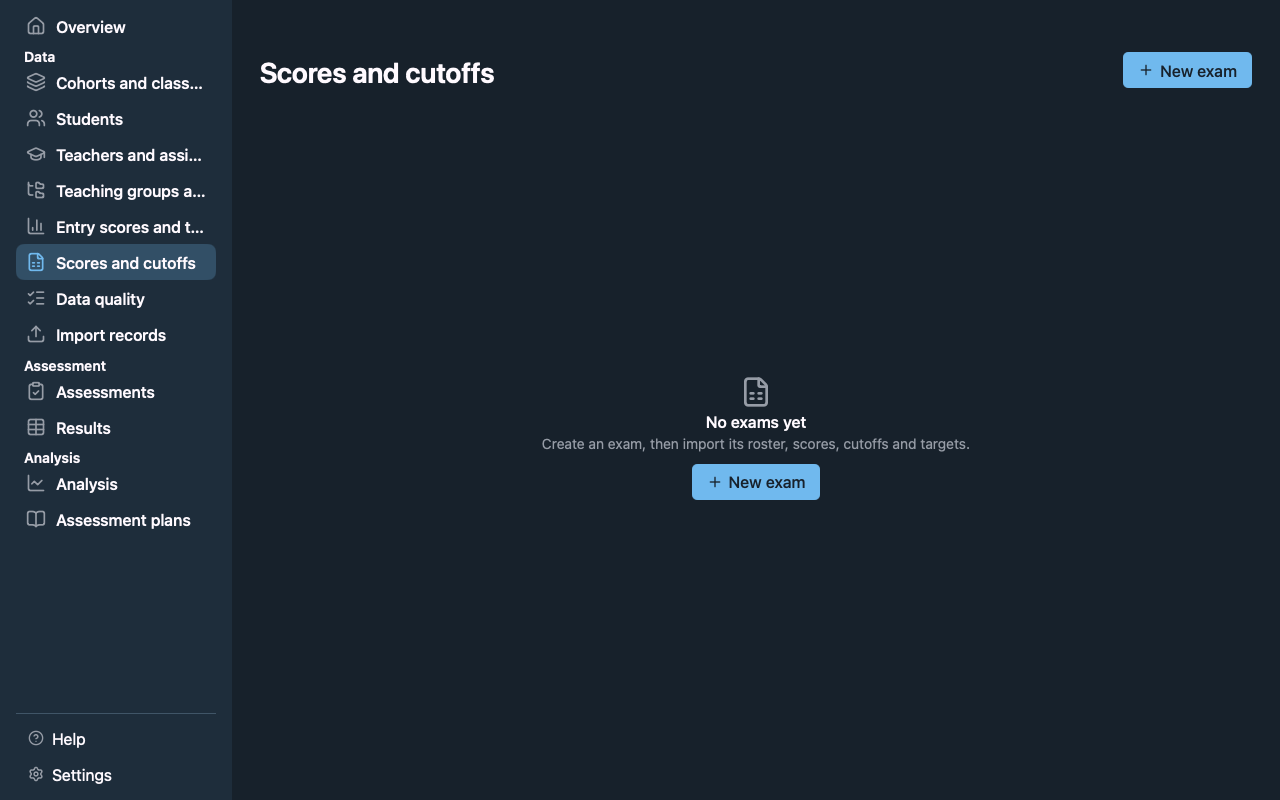 Overview
Data
Cohorts and class...
Students
Teachers and assi...
Teaching groups a...
Entry scores and t...
Scores and cutoffs
Data quality
Import records
Assessment
Assessments
Results
Analysis
Analysis
Assessment plans
Help
Settings
Scores and cutoffs
New exam
No exams yet
Create an exam, then import its roster, scores, cutoffs and targets.
New exam